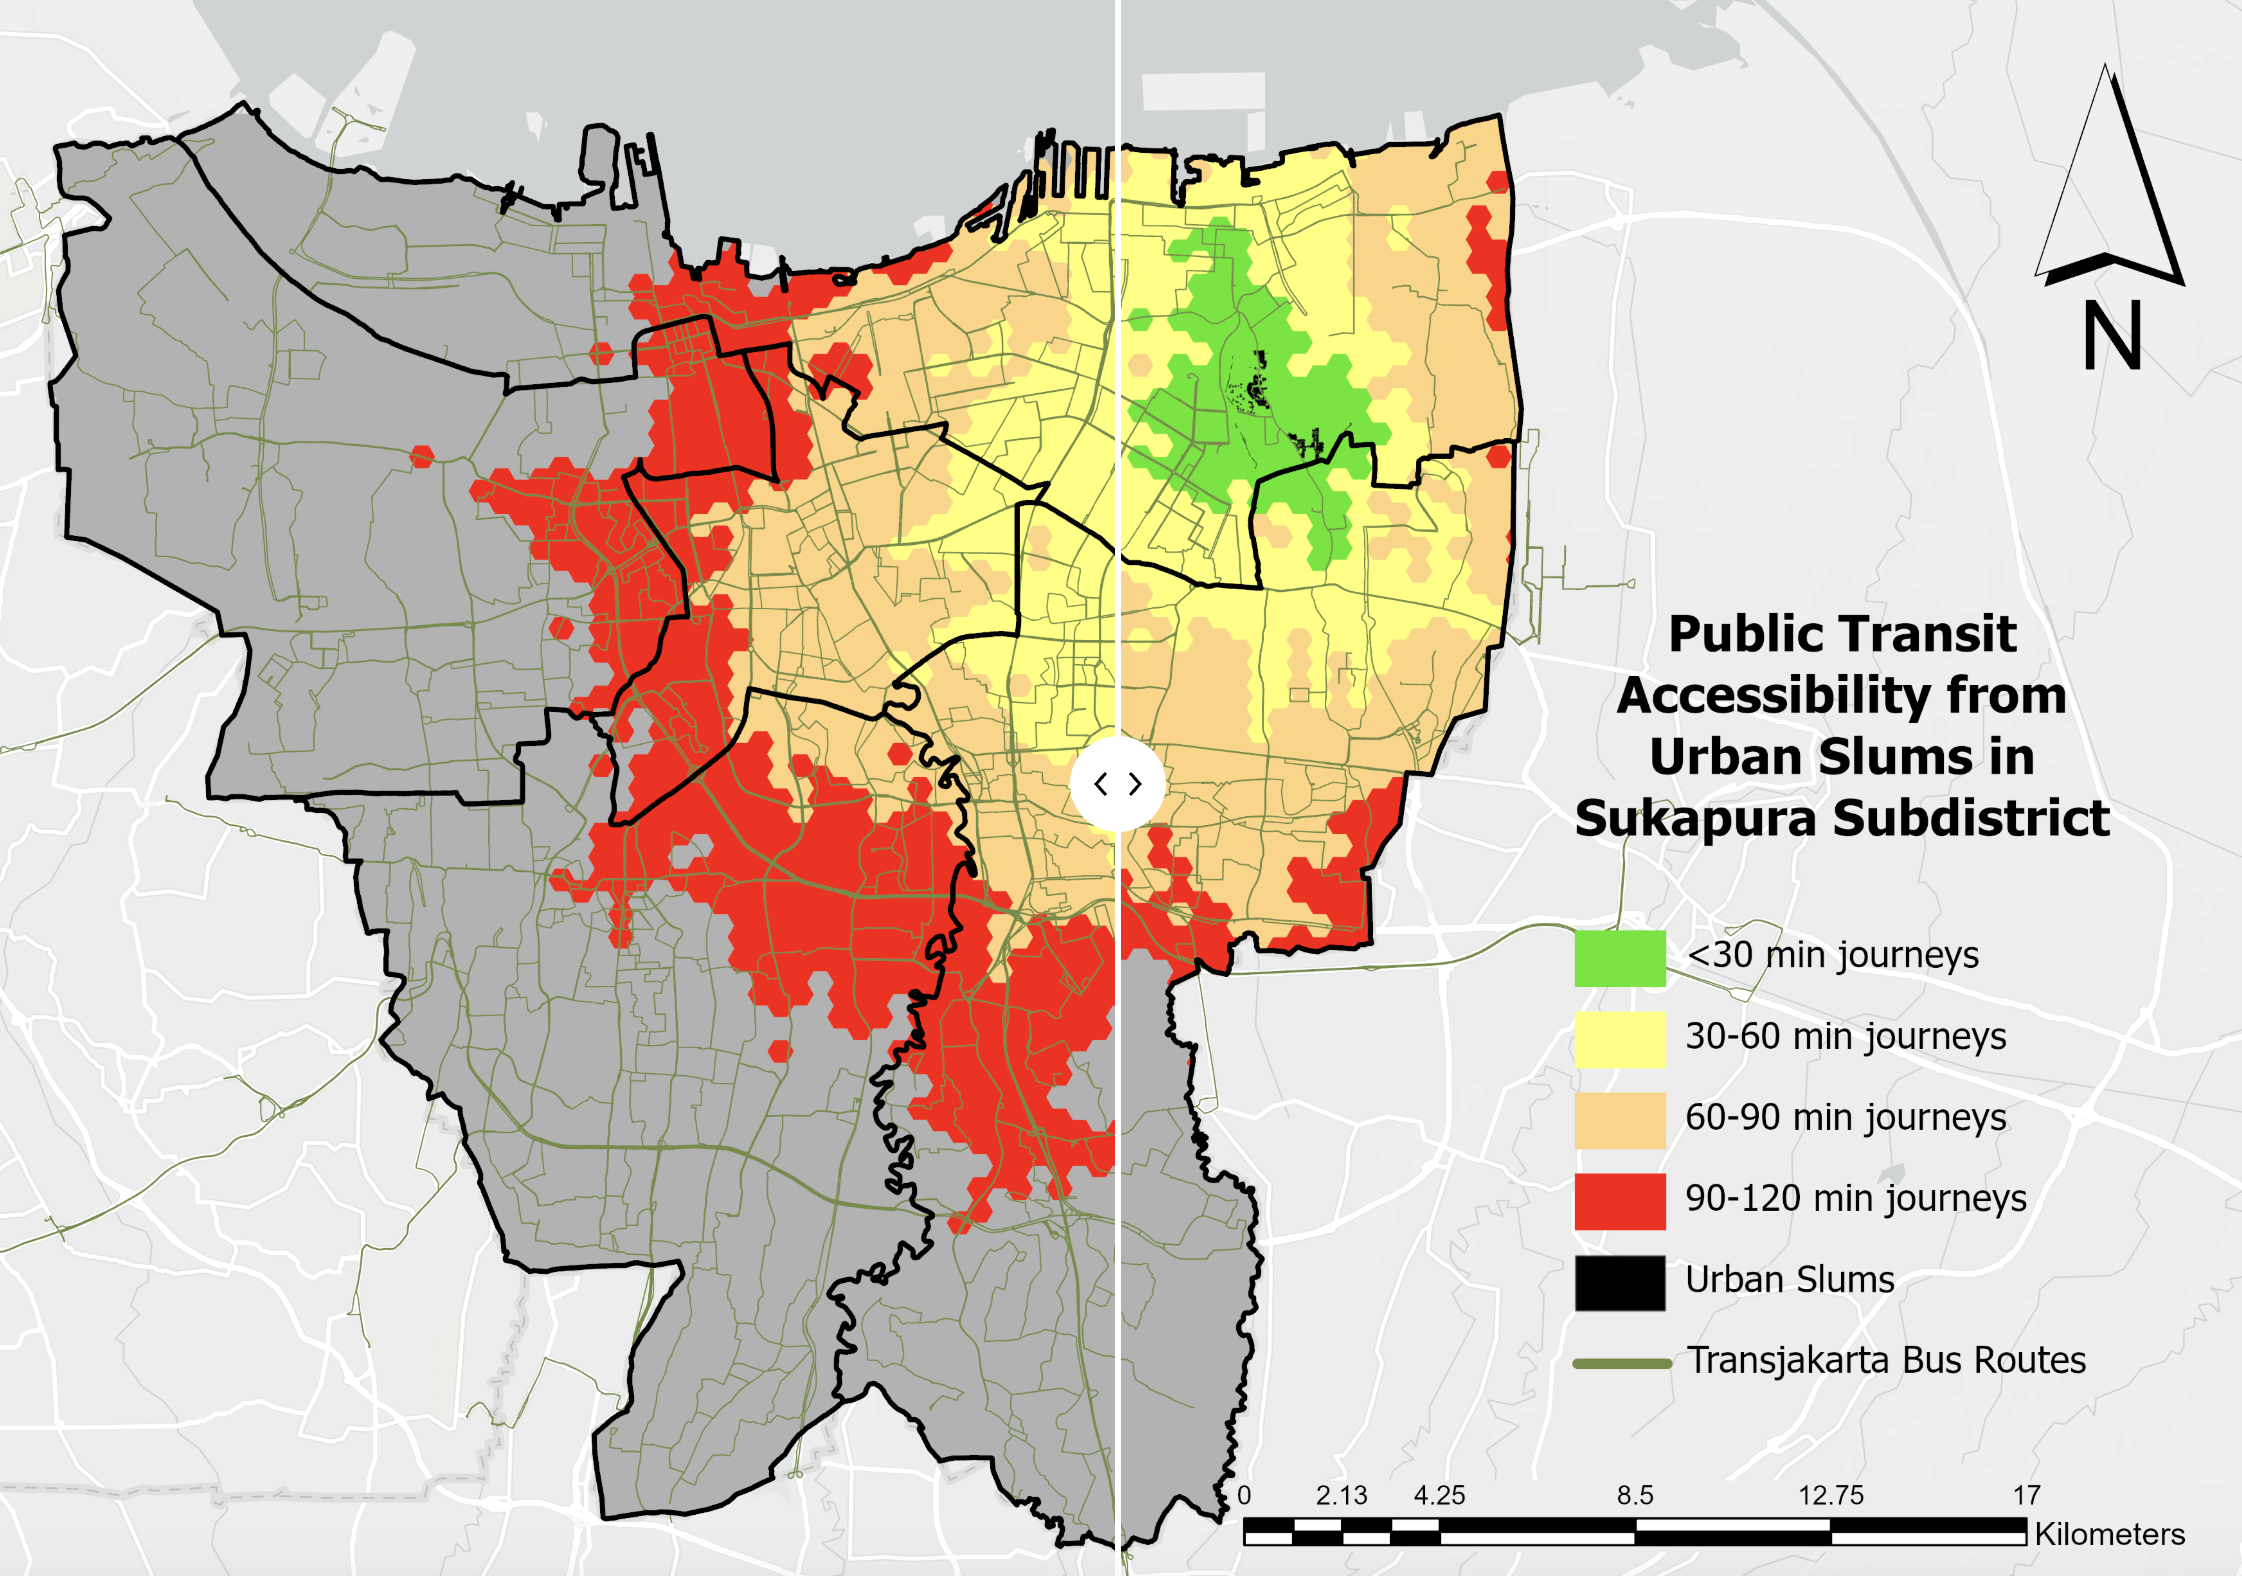 N
Public Transit
Accessibility from
Urban Slums in
Sukapura Subdistrict
<30 min journeys
30-60 min journeys
60-90 min journeys
90-120 min journeys
Urban Slums
Transjakarta Bus Routes
0 2.13 4.25 8.5 12.75 17
Kilometers